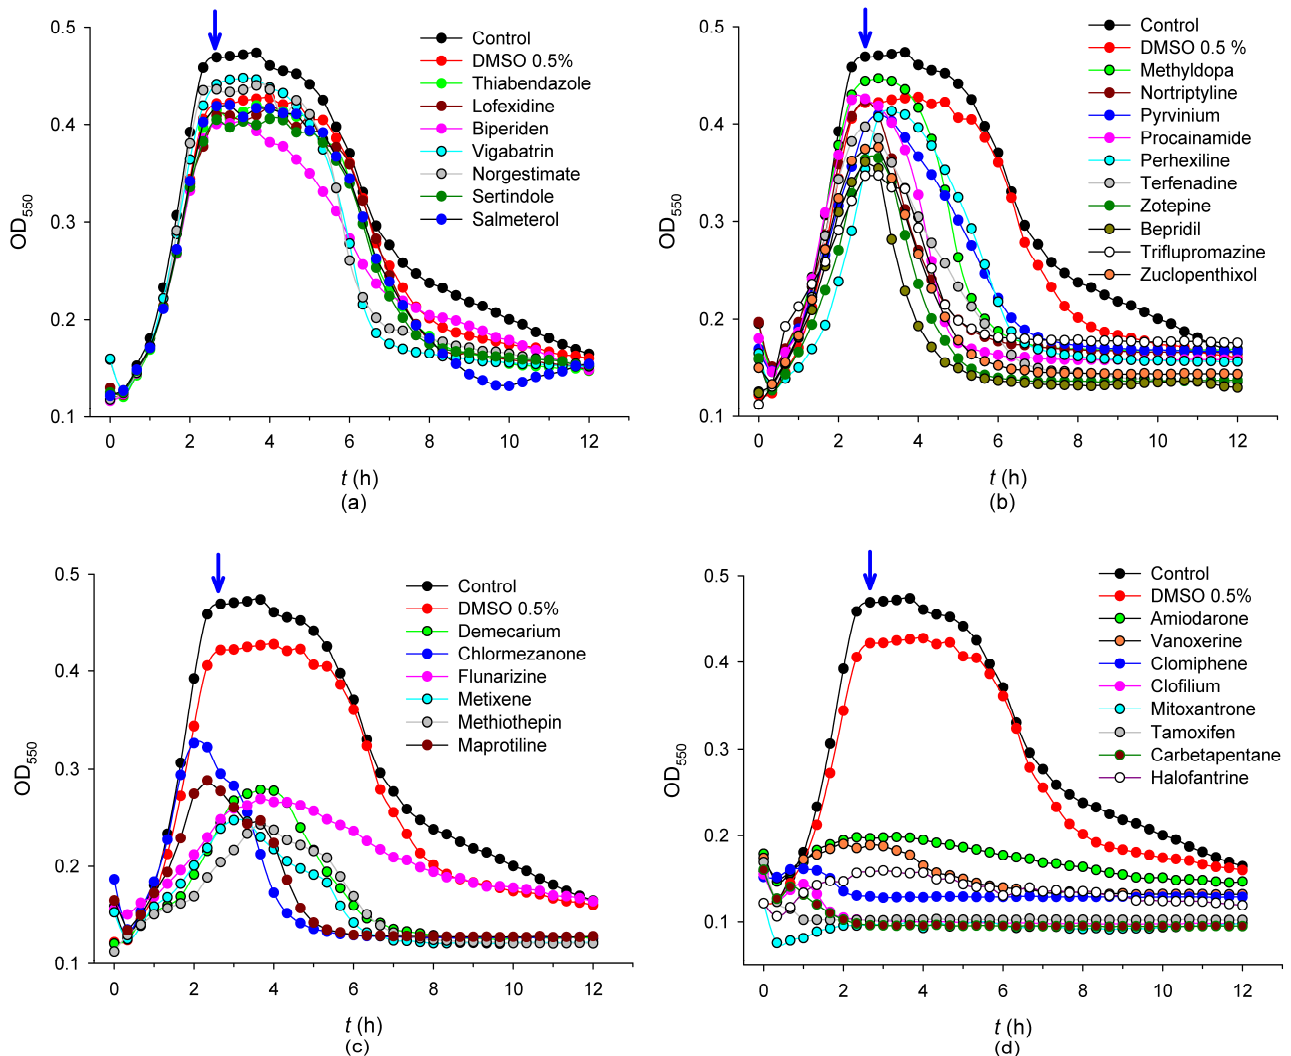 0.5
0.4
0.3
0.2
0.1
OD550
0 2 4 6 8 10 12
t (h)
(a)
Control
DMSO 0.5%
Thiabendazole
Lofexidine
Biperiden
Vigabatrin
Norgestimate
Sertindole
Salmeterol
0.5
0.4
0.3
0.2
0.1
OD550
0 2 4 6 8 10 12
t (h)
(b)
Control
DMSO 0.5 %
Methyldopa
Nortriptyline
Pyrvinium
Procainamide
Perhexiline
Terfenadine
Zotepine
Bepridil
Triflupromazine
Zuclopenthixol
0.5
0.4
0.3
0.2
0.1
OD550
0 2 4 6 8 10 12
t (h)
(c)
Control
DMSO 0.5%
Demecarium
Chlormezanone
Flunarizine
Metixene
Methiothepin
Maprotiline
0.5
0.4
0.3
0.2
0.1
OD550
0 2 4 6 8 10 12
t (h)
(d)
Control
DMSO 0.5%
Amiodarone
Vanoxerine
Clomiphene
Clofilium
Mitoxantrone
Tamoxifen
Carbetapentane
Halofantrine